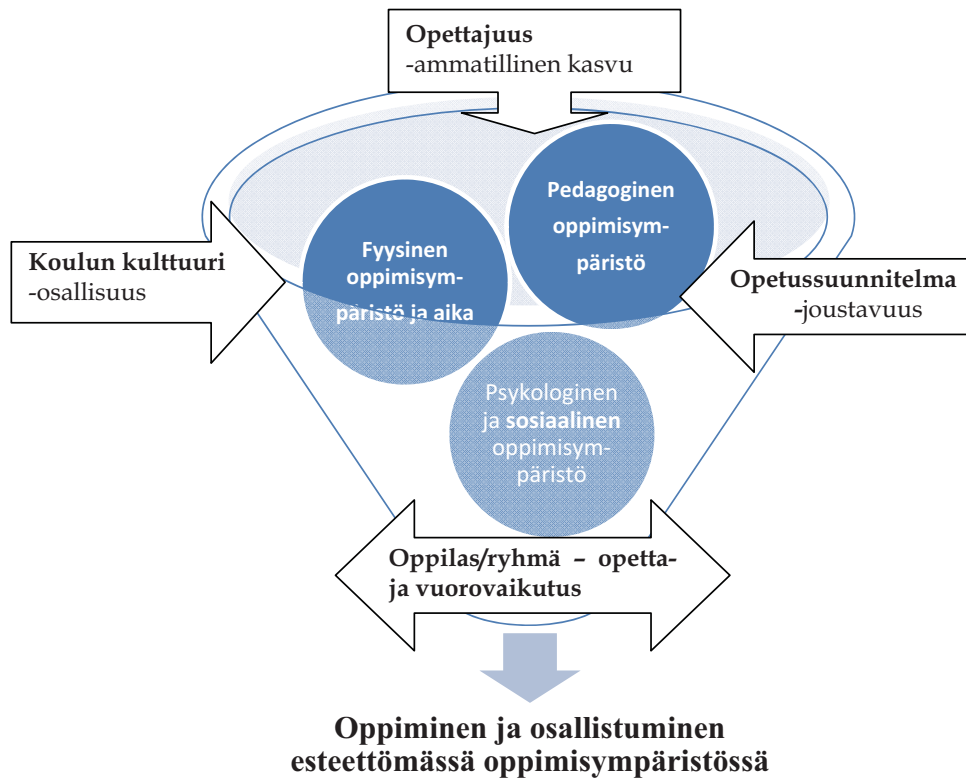 Opettajuus
-ammatillinen kasvu
Pedagoginen
oppimisym-
päristö
Fyysinen
oppimisym-
päristö ja aika
Koulun kulttuuri
-osallisuus
Opetussuunnitelma
-joustavuus
Psykologinen
ja sosiaalinen
oppimisym-
päristö
Oppilas/ryhmä – opetta-
ja vuorovaikutus
Oppiminen ja osallistuminen
esteettömässä oppimisympäristössä